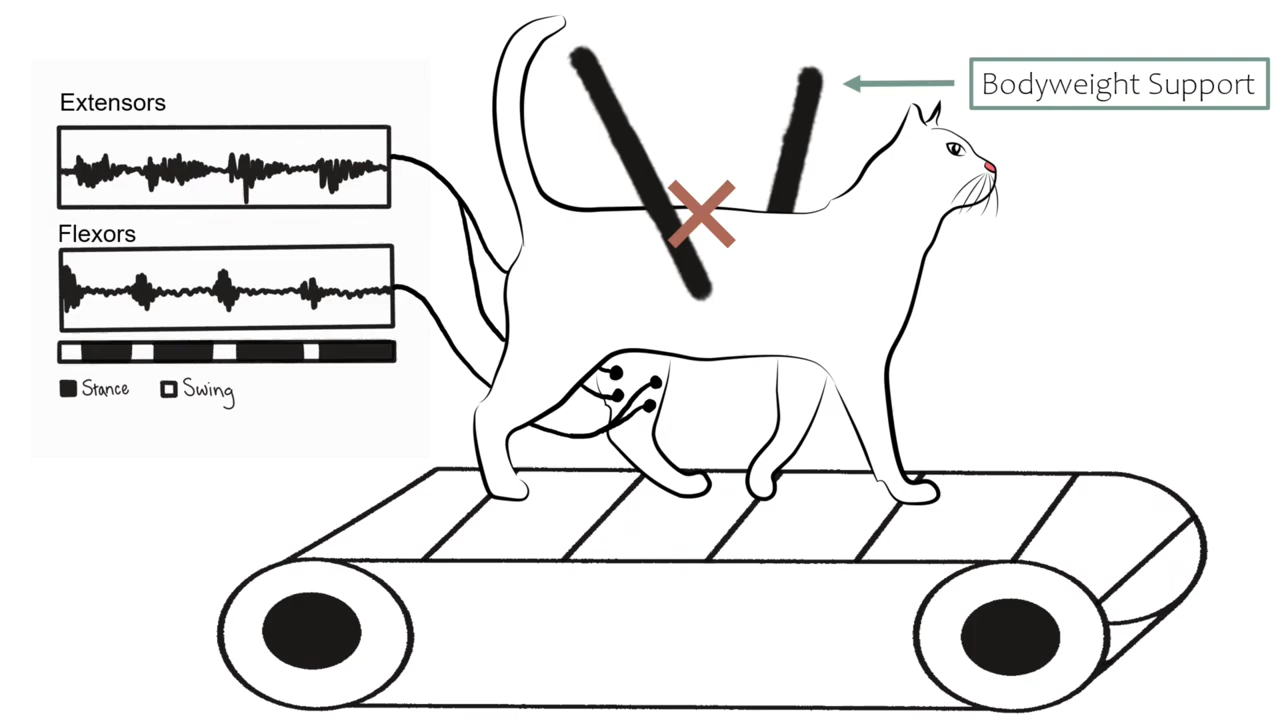 Extensors
Flexors
Stance
Swing
Bodyweight Support